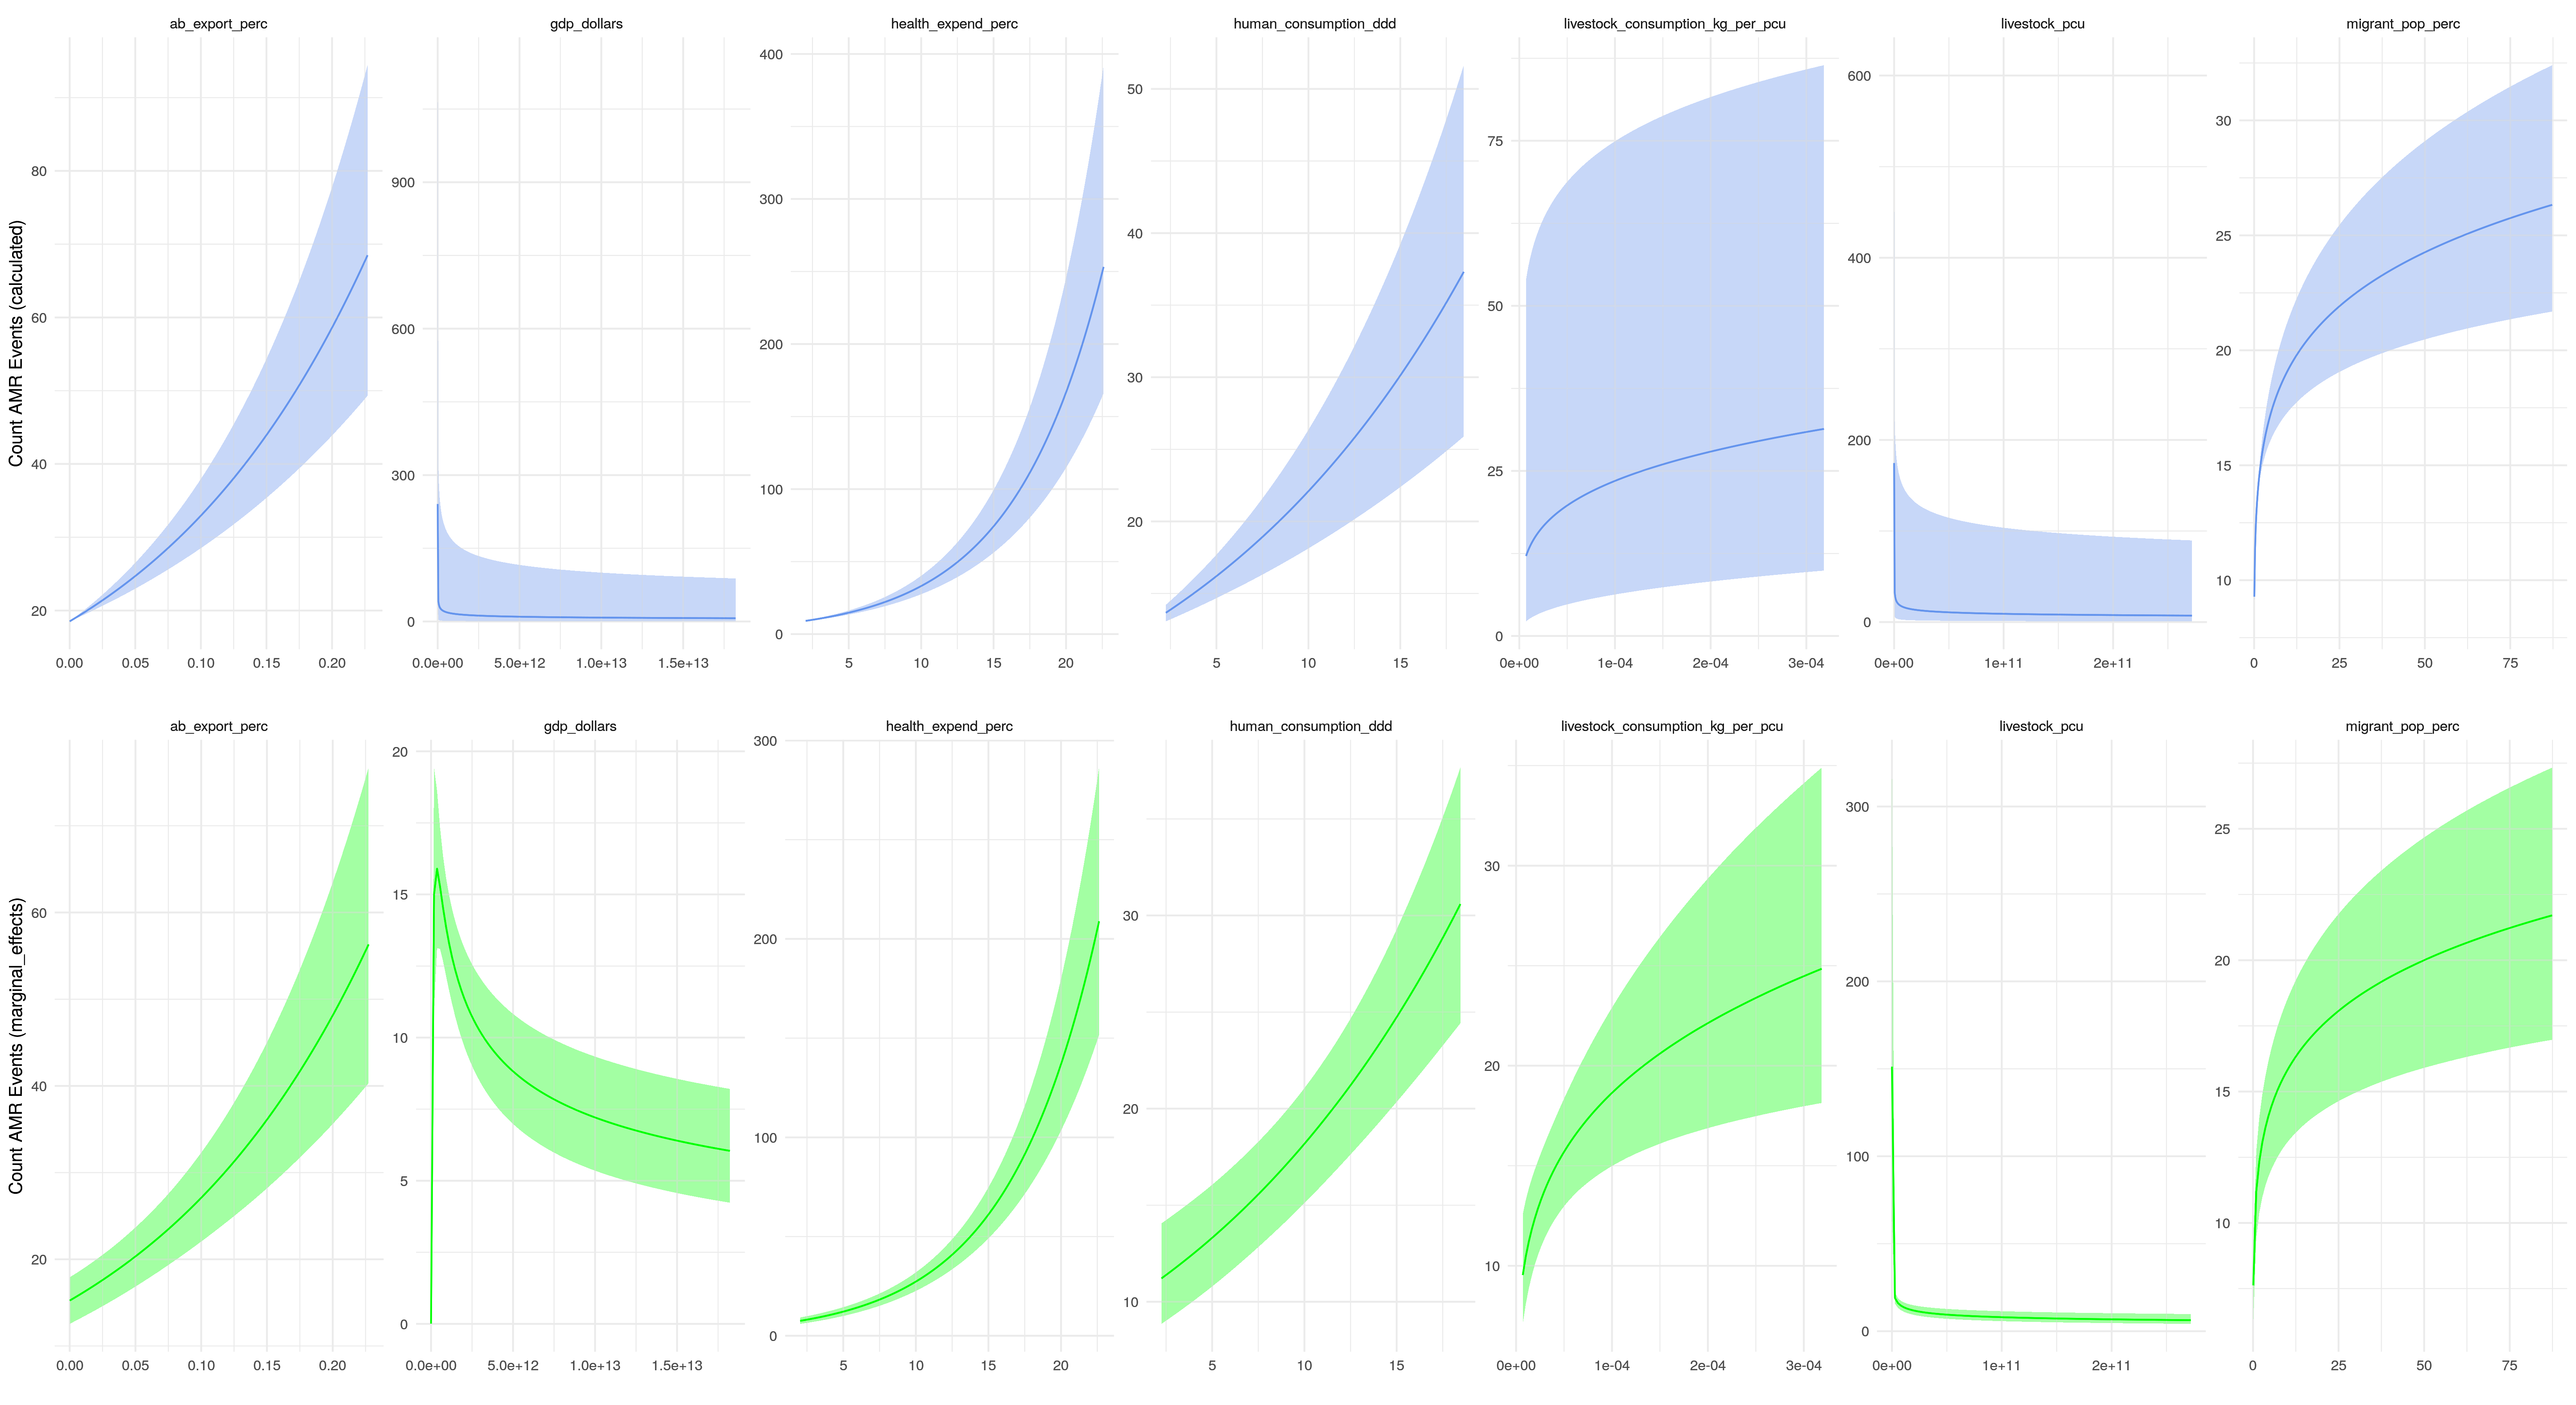 ab_export_perc gdp_dollars health_expend_perc human_consumption_ddd livestock_consumption_kg_per_pcu livestock_pcu migrant_pop_perc
Count AMR Events (calculated)
80 60 40 20
900 600 300 0
400 300 200 100 0
50 40 30 20
75 50 25 0
600 400 200 0
30 25 20 15 10
0.00 0.05 0.10 0.15 0.20 0.0e+00 5.0e+12 1.0e+13 1.5e+13 5 10 15 20 5 10 15 0e+00 1e-04 2e-04 3e-04 0e+00 1e+11 2e+11 0 25 50 75
ab_export_perc gdp_dollars health_expend_perc human_consumption_ddd livestock_consumption_kg_per_pcu livestock_pcu migrant_pop_perc
Count AMR Events (marginal_effects)
60 40 20
20 15 10 5 0
300 200 100 0
30 20 10
30 20 10
300 200 100 0
25 20 15 10
0.00 0.05 0.10 0.15 0.20 0.0e+00 5.0e+12 1.0e+13 1.5e+13 5 10 15 20 5 10 15 0e+00 1e-04 2e-04 3e-04 0e+00 1e+11 2e+11 0 25 50 75